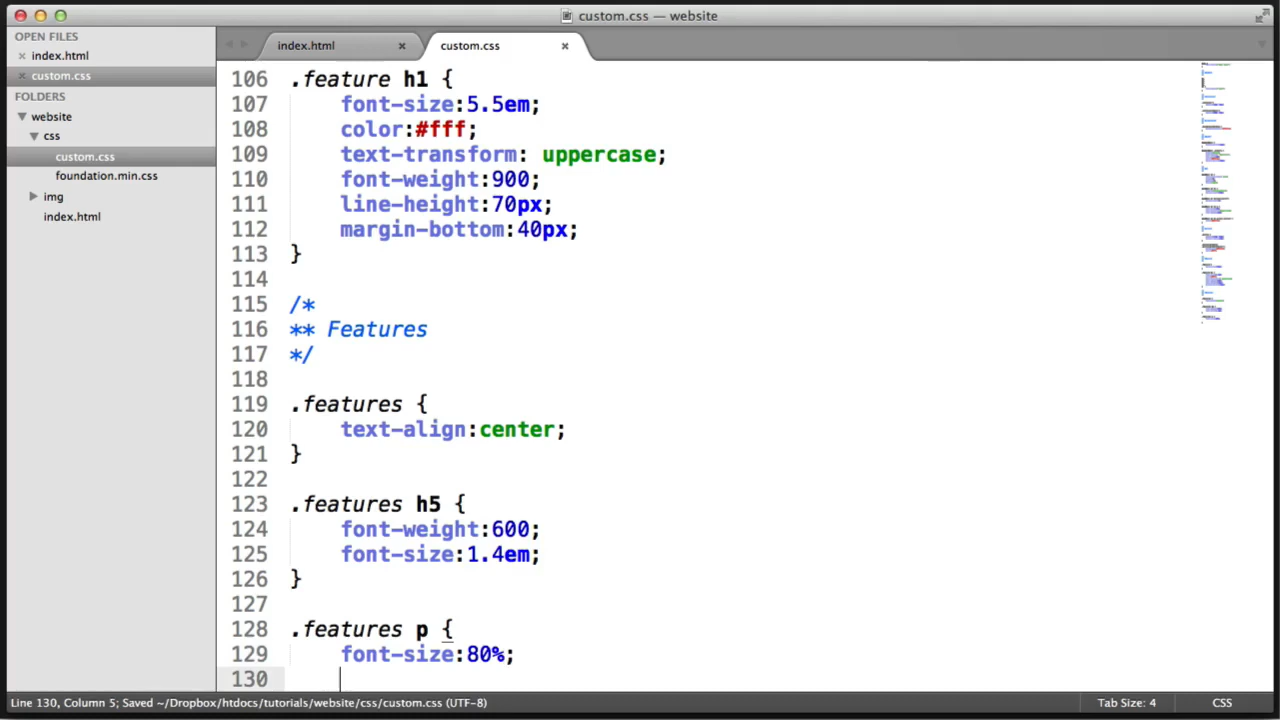 custom.css — website
OPEN FILES
index.html
custom.css
FOLDERS
website
css
custom.css
foundation.min.css
img
index.html
index.html
custom.css
106 .feature h1 {
107 font-size:5.5em;
108 color:#fff;
109 text-transform: uppercase;
110 font-weight:900;
111 line-height:70px;
112 margin-bottom:40px;
113 }
114
115 /*
116 ** Features
117 */
118
119 .features {
120 text-align:center;
121 }
122
123 .features h5 {
124 font-weight:600;
125 font-size:1.4em;
126 }
127
128 .features p {
129 font-size:80%;
130
Line 130, Column 5; Saved ~/Dropbox/htdocs/tutorials/website/css/custom.css (UTF-8)
Tab Size: 4
CSS